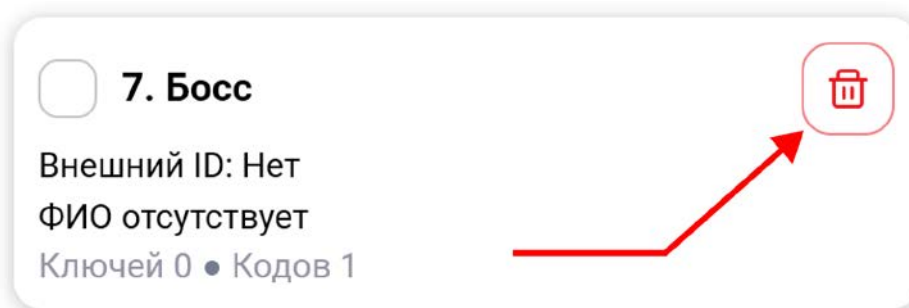 7. Босс
Внешний ID: Нет
ФИО отсутствует
Ключей 0 ● Кодов 1